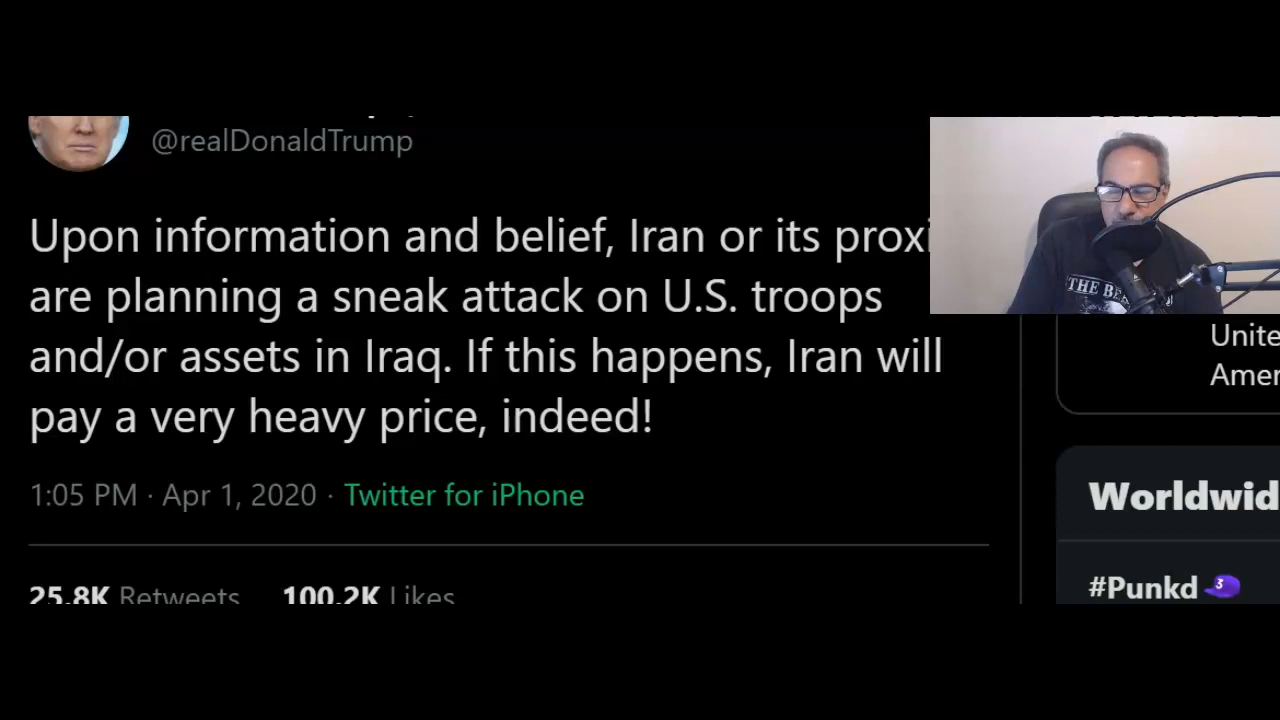 @realDonaldTrump
Upon information and belief, Iran or its
are planning a sneak attack on U.S. troops
and/or assets in Iraq. If this happens, Iran will
pay a very heavy price, indeed!
1:05 PM · Apr 1, 2020 · Twitter for iPhone
25.8K Retweets 100.2K Likes
THE
Unite
Amer
Worldwid
#Punkd